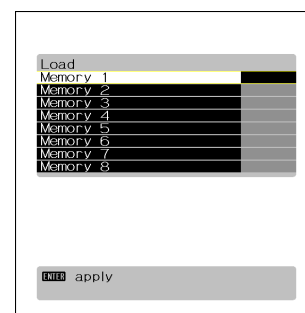 Load
Memory 1
Memory 2
Memory 3
Memory 4
Memory 5
Memory 6
Memory 7
Memory 8
ENTER apply